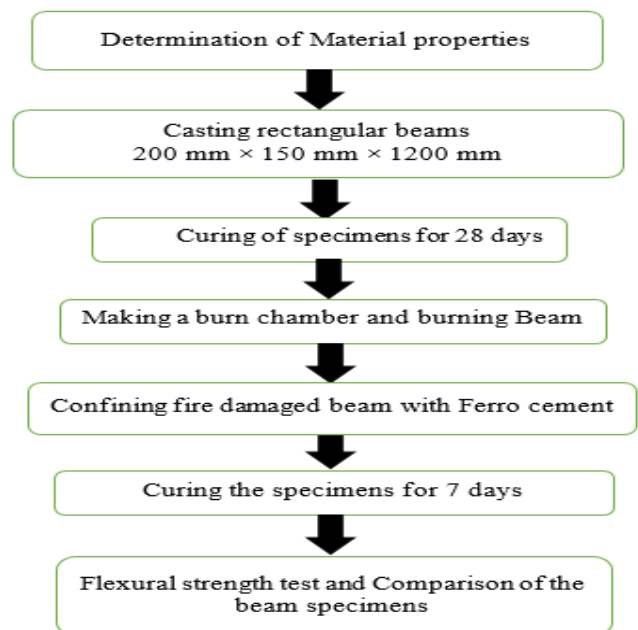 Determination of Material properties
Casting rectangular beams
200 mm × 150 mm × 1200 mm
Curing of specimens for 28 days
Making a burn chamber and burning Beam
Confining fire damaged beam with Ferro cement
Curing the specimens for 7 days
Flexural strength test and Comparison of the
beam specimens